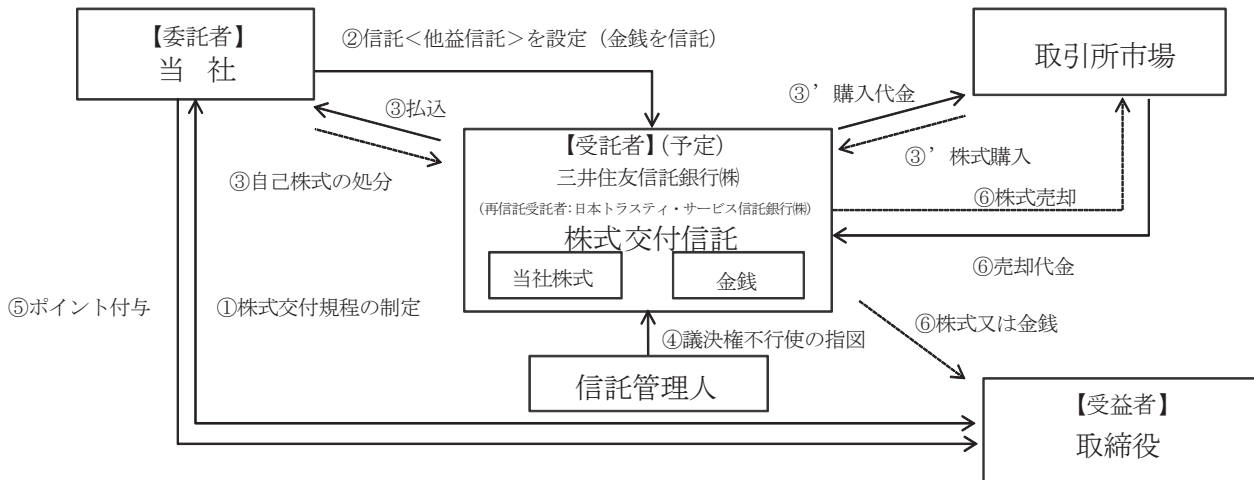 【委託者】
当 社
②信託＜他益信託＞を設定（金銭を信託）
取引所市場
③払込
③’購入代金
③自己株式の処分
【受託者】（予定）
三井住友信託銀行㈱
（再信託受託者：日本トラスティ・サービス信託銀行㈱）
株式交付信託
当社株式
金銭
③’株式購入
⑥株式売却
⑥売却代金
⑤ポイント付与
①株式交付規程の制定
④議決権不行使の指図
⑥株式又は金銭
信託管理人
【受益者】
取締役